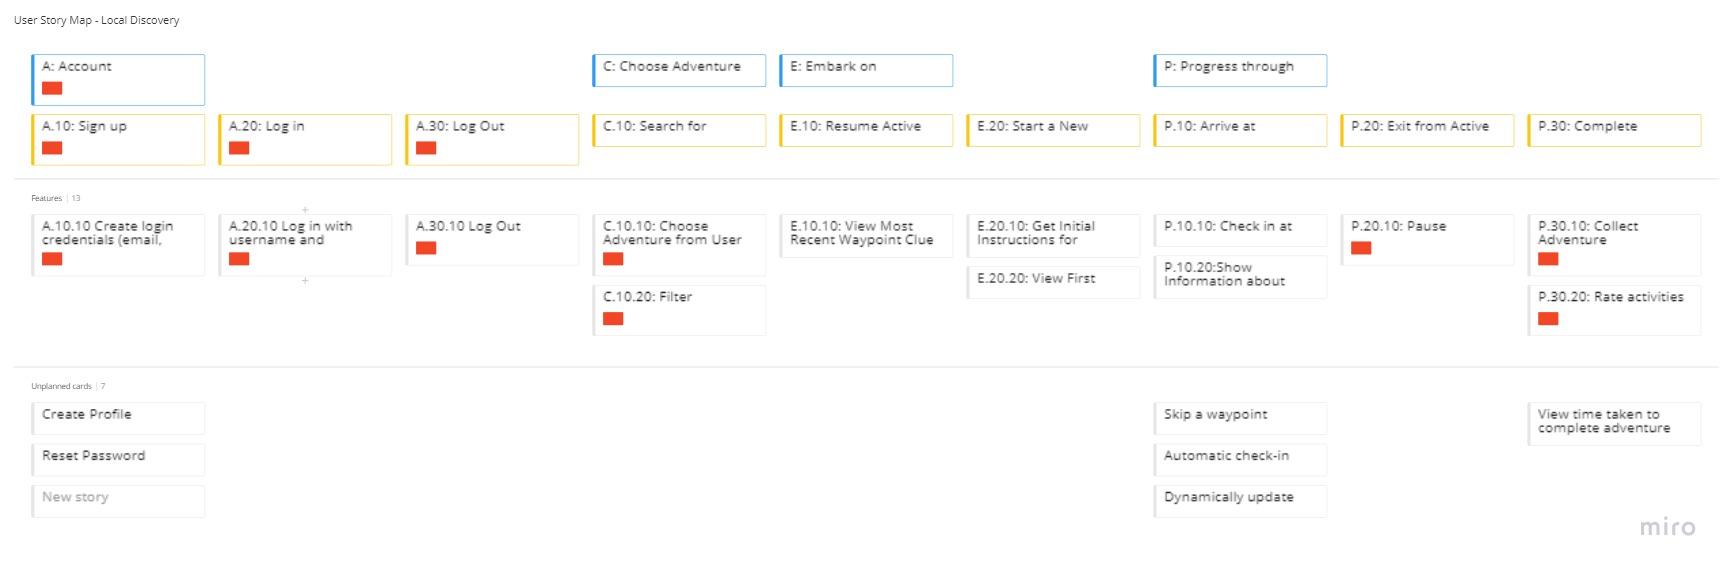 User Story Map - Local Discovery
A: Account
C: Choose Adventure
E: Embark on
P: Progress through
A.10: Sign up
A.20: Log in
A.30: Log Out
C.10: Search for
E.10: Resume Active
E.20: Start a New
P.10: Arrive at
P.20: Exit from Active
P.30: Complete
Features | 13
A.10.10 Create login
credentials (email,
A.20.10 Log in with
username and
A.30.10 Log Out
C.10.10: Choose
Adventure from User
E.10.10: View Most
Recent Waypoint Clue
E.20.10: Get Initial
Instructions for
P.10.10: Check in at
P.20.10: Pause
P.30.10: Collect
Adventure
C.10.20: Filter
E.20.20: View First
P.10.20:Show
Information about
P.30.20: Rate activities
Unplanned cards | 7
Create Profile
Skip a waypoint
View time taken to
complete adventure
Reset Password
Automatic check-in
New story
Dynamically update
miro